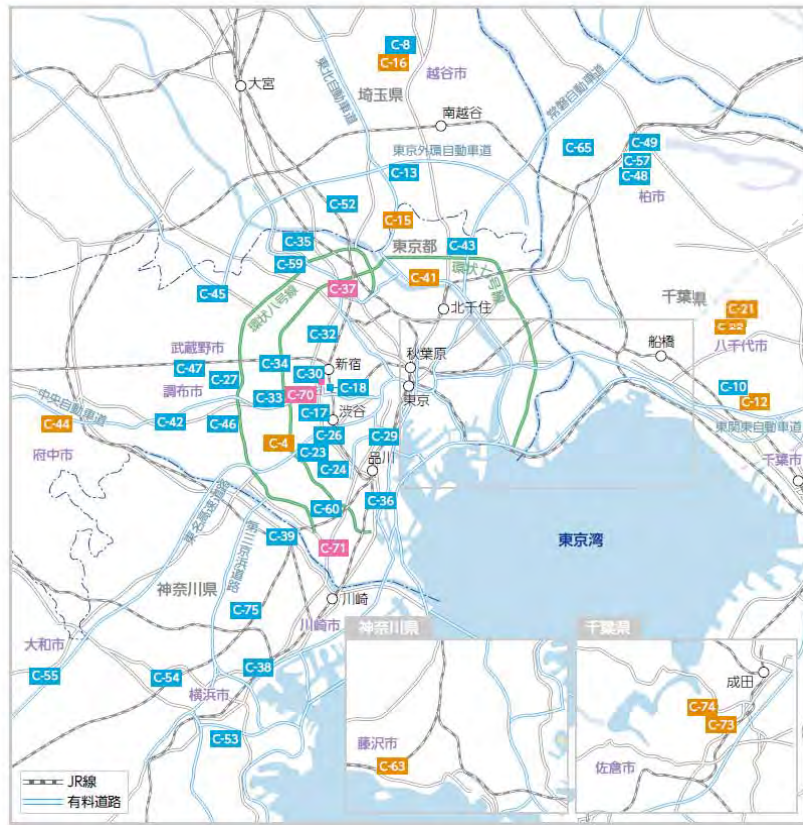 C-8
C-16
越谷市
大宮
東北自動車道
埼玉県
南越谷
常磐自動車道
C-65
C-49
C-57
C-48
柏市
東京外環自動車道
C-13
C-52
C-15
C-35
東京都
C-43
C-59
環状七号線
C-41
C-37
環状八号線
C-45
北千住
千葉県
C-21
八千代市
C-32
武蔵野市
秋葉原
船橋
C-47
C-34
新宿
C-30
C-27
調布市
C-33
C-70
C-18
東京
C-10
C-12
中央自動車道
C-44
C-42
C-46
C-17
渋谷
東関東自動車道
府中市
C-4
C-26
C-29
C-23
C-24
品川
千葉市
東名高速道路
C-60
C-36
第三京浜道路
C-39
C-71
東京湾
神奈川県
川崎
C-75
川崎市
大和市
C-55
C-54
C-38
横浜市
C-53
神奈川県
藤沢市
C-63
千葉県
成田
C-74
C-73
佐倉市
JR線
有料道路